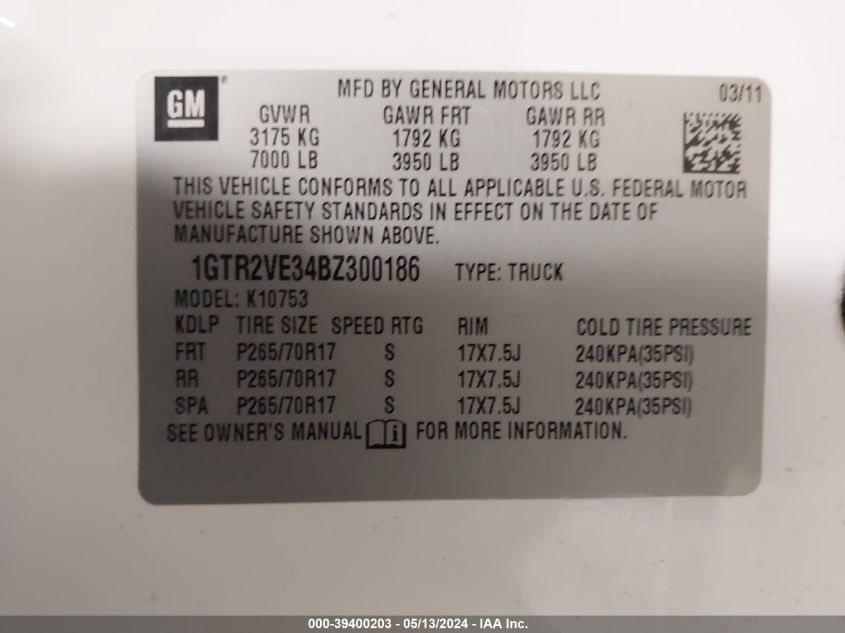 GM®
MFD BY GENERAL MOTORS LLC 03/11
GVWR GAWR FRT GAWR RR
3175 KG 1792 KG 1792 KG
7000 LB 3950 LB 3950 LB
THIS VEHICLE CONFORMS TO ALL APPLICABLE U.S. FEDERAL MOTOR
VEHICLE SAFETY STANDARDS IN EFFECT ON THE DATE OF
MANUFACTURE SHOWN ABOVE.
1GTR2VE34BZ300186 TYPE: TRUCK
MODEL: K10753
KDLP TIRE SIZE SPEED RTG RIM COLD TIRE PRESSURE
FRT P265/70R17 S 17X7.5J 240KPA(35PSI)
RR P265/70R17 S 17X7.5J 240KPA(35PSI)
SPA P265/70R17 S 17X7.5J 240KPA(35PSI)
SEE OWNER'S MANUAL i FOR MORE INFORMATION.
000-39400203 - 05/13/2024 - IAA Inc.